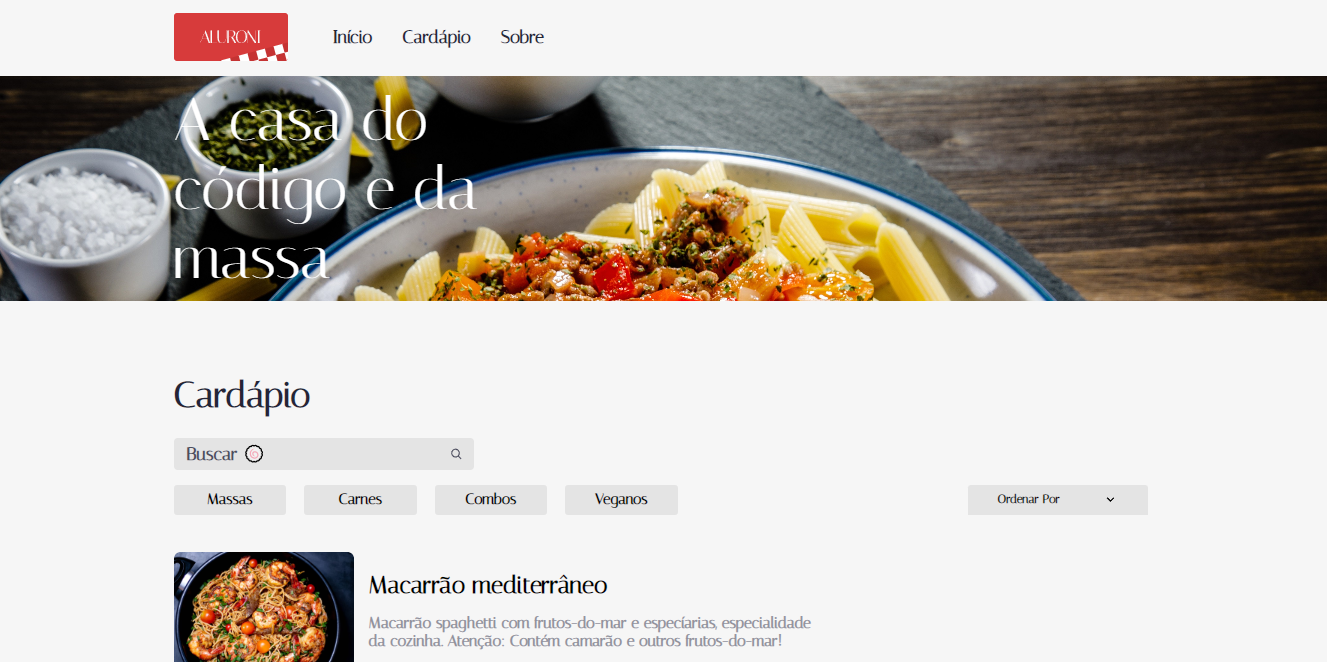 ALURONI
Início
Cardápio
Sobre
A casa do
código e da
massa
Cardápio
Buscar
Massas
Carnes
Combos
Veganos
Ordenar Por
Macarrão mediterrâneo
Macarrão spaghetti com frutos-do-mar e especíarias, especialidade
da cozinha. Atenção: Contém camarão e outros frutos-do-mar!